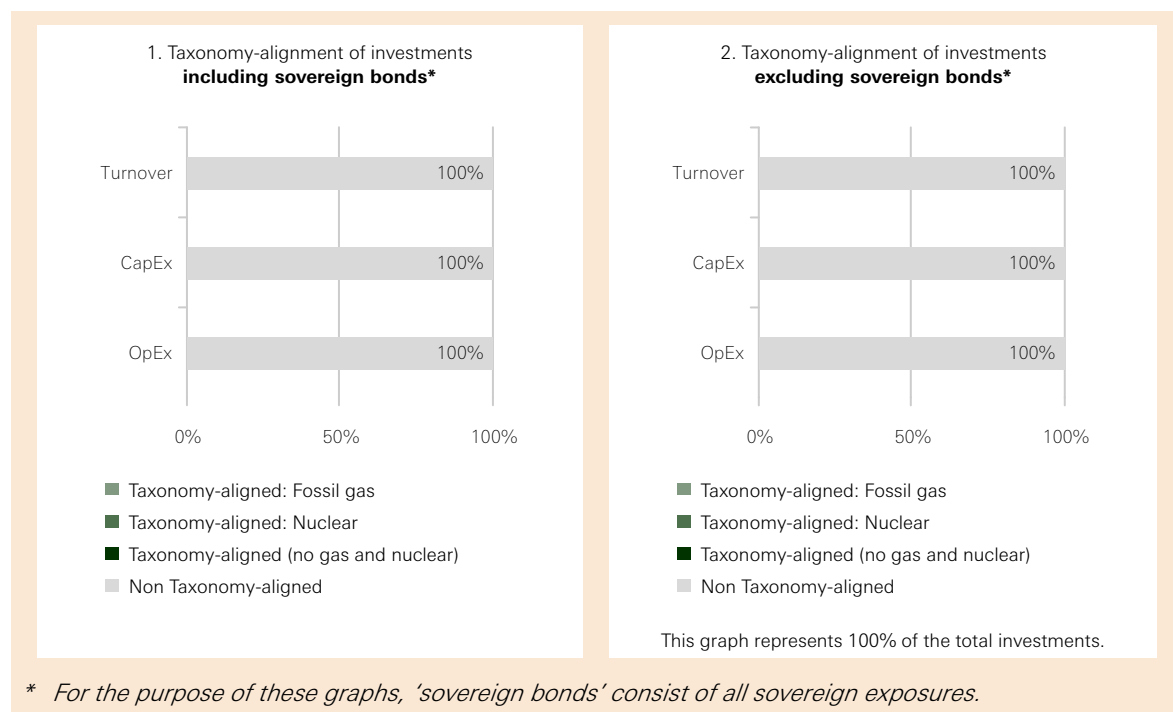 1. Taxonomy-alignment of investments
including sovereign bonds*
Turnover
100%
CapEx
100%
OpEx
100%
0%
50%
100%
Taxonomy-aligned: Fossil gas
Taxonomy-aligned: Nuclear
Taxonomy-aligned (no gas and nuclear)
Non Taxonomy-aligned
2. Taxonomy-alignment of investments
excluding sovereign bonds*
Turnover
100%
CapEx
100%
OpEx
100%
0%
50%
100%
Taxonomy-aligned: Fossil gas
Taxonomy-aligned: Nuclear
Taxonomy-aligned (no gas and nuclear)
Non Taxonomy-aligned
This graph represents 100% of the total investments.
* For the purpose of these graphs, ‘sovereign bonds’ consist of all sovereign exposures.